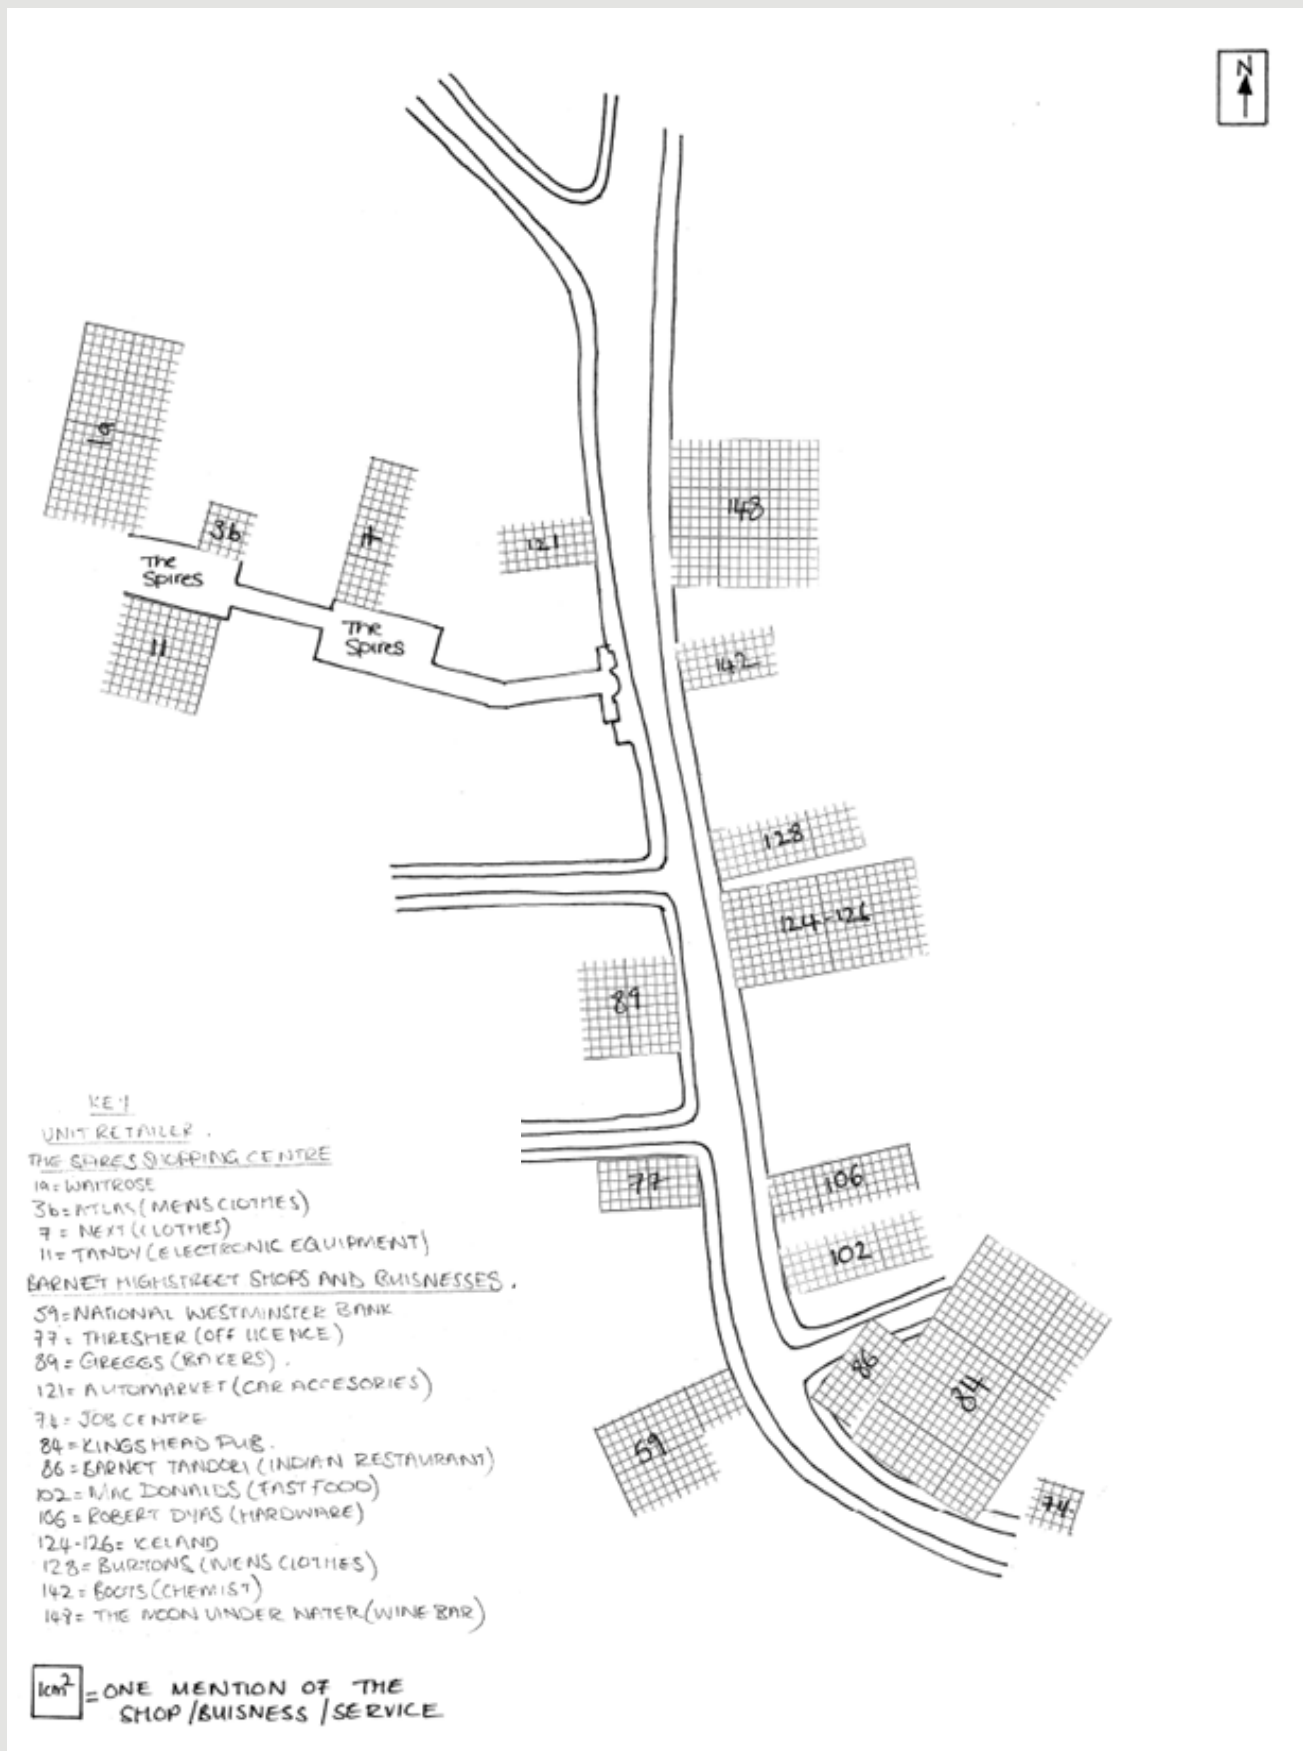 N
19
3b
7
121
148
The
Spires
The
Spires
11
142
128
124-126
89
77
106
102
86
84
59
74
KEY
UNIT RETAILER.
THE SPIRES SHOPPING CENTRE
19=WAITROSE
3b=ATLAS(MENS CLOTHES)
7=NEXT(CLOTHES)
11=TANDY(ELECTRONIC EQUIPMENT)
BARNET HIGHSTREET SHOPS AND BUISNESSES.
59=NATIONAL WESTMINSTER BANK
77=THRESHER(OFF LICENCE)
89=GREGGS(BAKERS).
121=AUTOMARKET(CAR ACCESORIES)
74=JOB CENTRE
84=KINGSHEAD PUB.
86=BARNET TANDORI(INDIAN RESTAURANT)
102=MAC DONALDS(FAST FOOD)
106=ROBERT DYAS(HARDWARE)
124-126=ICELAND
128=BURTONS(MENS CLOTHES)
142=BOOTS(CHEMIST)
148=THE MOON UNDER WATER(WINE BAR)
1cm² = ONE MENTION OF THE
SHOP/BUISNESS/SERVICE